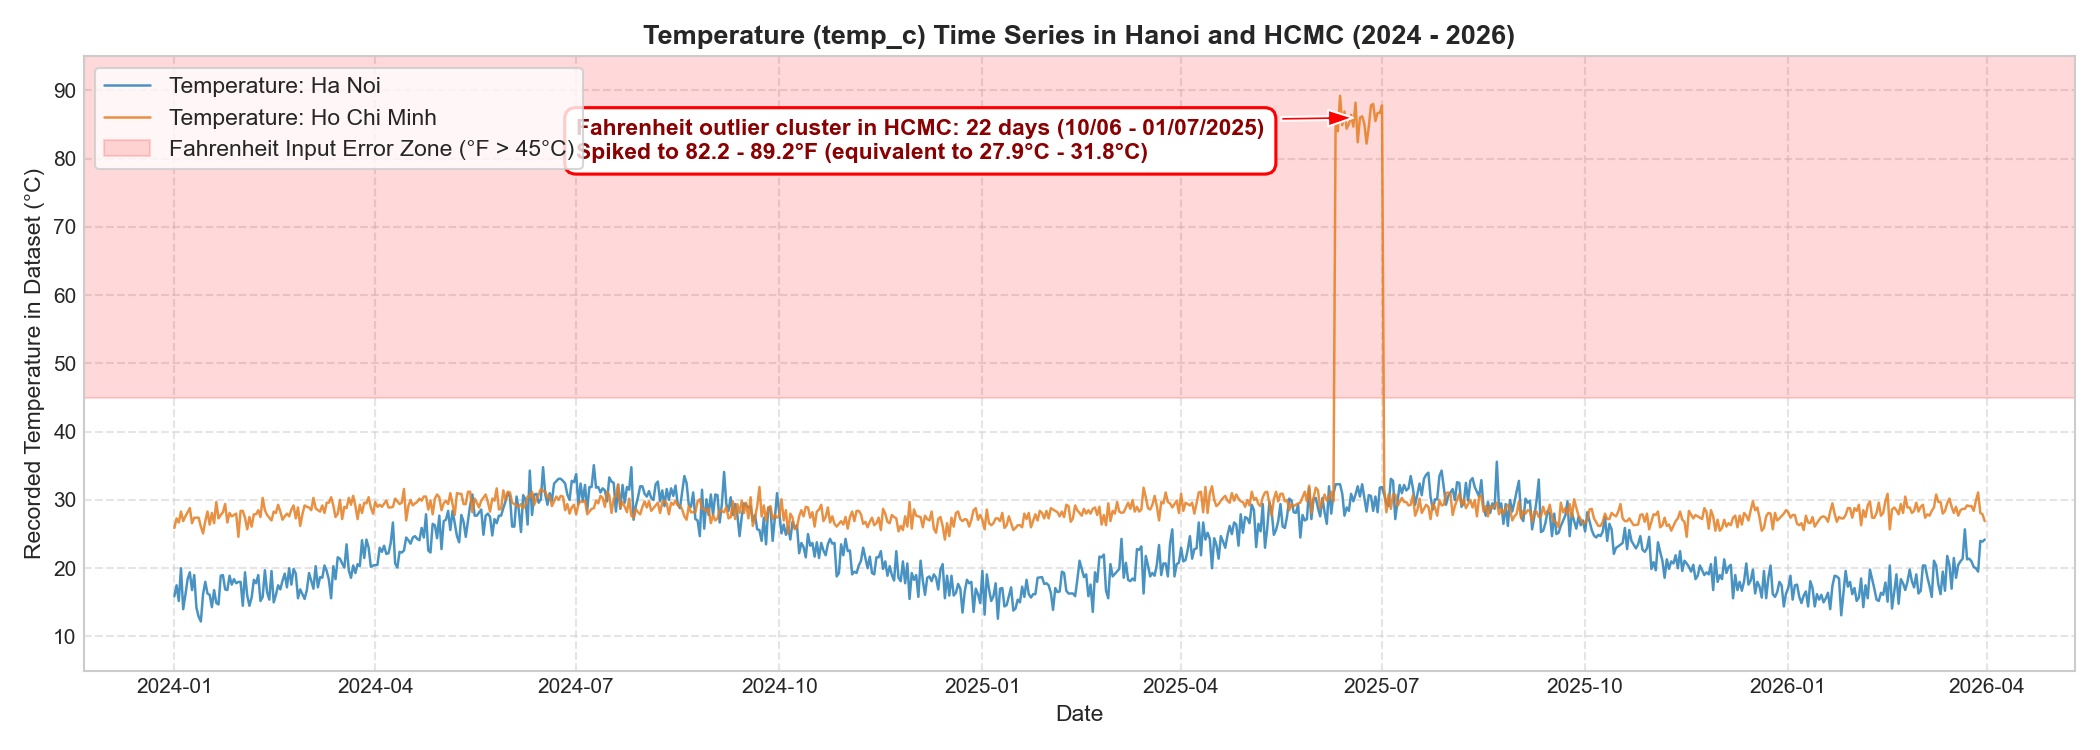 Temperature (temp_c) Time Series in Hanoi and HCMC (2024 - 2026)
Temperature: Ha Noi
Temperature: Ho Chi Minh
Fahrenheit Input Error Zone (°F > 45°C)
Fahrenheit outlier cluster in HCMC: 22 days (10/06 - 01/07/2025)
Spiked to 82.2 - 89.2°F (equivalent to 27.9°C - 31.8°C)
Recorded Temperature in Dataset (°C)
90
80
70
60
50
40
30
20
10
2024-01
2024-04
2024-07
2024-10
2025-01
2025-04
2025-07
2025-10
2026-01
2026-04
Date